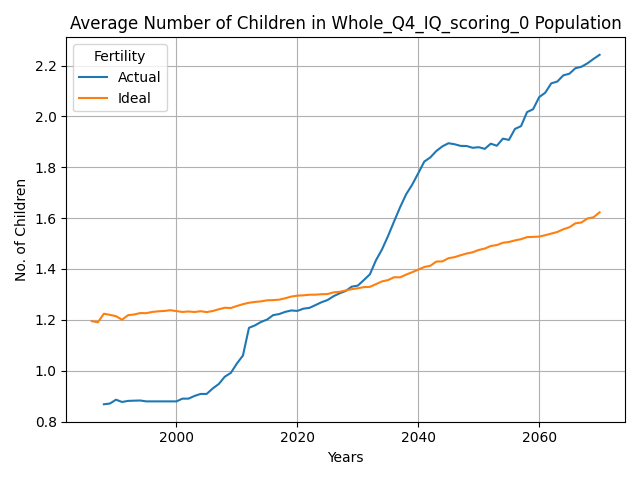 Average Number of Children in Whole_Q4_IQ_scoring_0 Population
Fertility
Actual
Ideal
No. of Children
2.2
2.0
1.8
1.6
1.4
1.2
1.0
0.8
2000
2020
2040
2060
Years